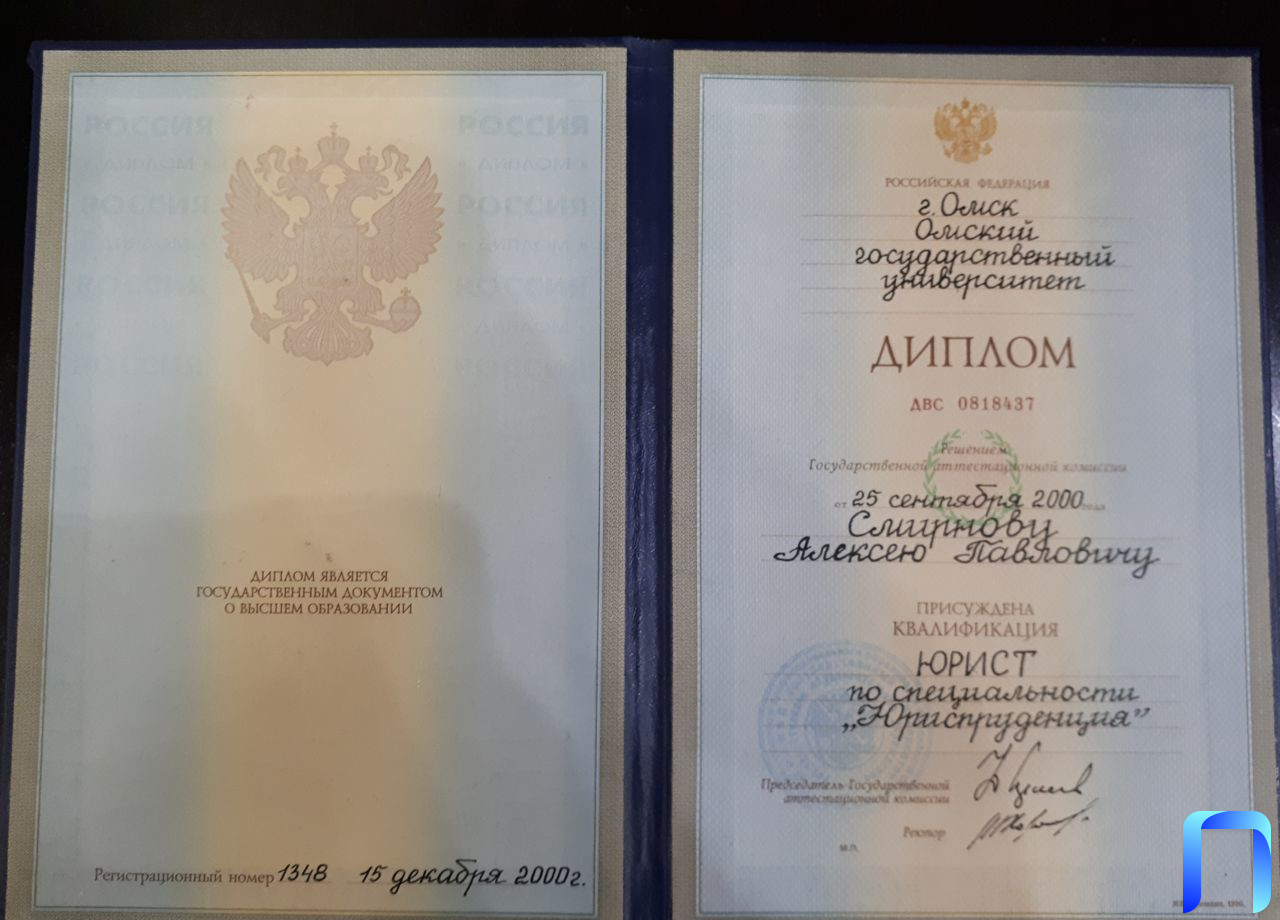 РОССИЯ
РОССИЯ
РОССИЯ
РОССИЯ
ДИПЛОМ ЯВЛЯЕТСЯ
ГОСУДАРСТВЕННЫМ ДОКУМЕНТОМ
О ВЫСШЕМ ОБРАЗОВАНИИ
Регистрационный номер 1348 15 декабря 2000г.
РОССИЙСКАЯ ФЕДЕРАЦИЯ
г. Омск
Омский
государственный
университет
ДИПЛОМ
ДВС 0818437
Решением
Государственной аттестационной комиссии
от 25 сентября 2000 года
Смирнову
Алексею Павловичу
ПРИСУЖДЕНА
КВАЛИФИКАЦИЯ
ЮРИСТ
по специальности
„Юриспруденция”
Председатель Государственной
аттестационной комиссии
Ректор
М.П.